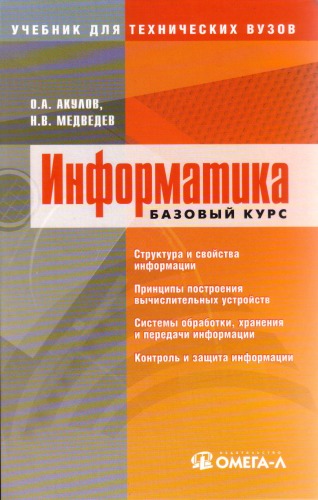 УЧЕБНИК ДЛЯ ТЕХНИЧЕСКИХ ВУЗОВ
О.А. АКУЛОВ,
Н.В. МЕДВЕДЕВ
ИНФОРМАТИКА
БАЗОВЫЙ КУРС
Структура и свойства
информации
Принципы построения
вычислительных устройств
Системы обработки, хранения
и передачи информации
Контроль и защита информации
ИЗДАТЕЛЬСТВО
ОМЕГА-Л